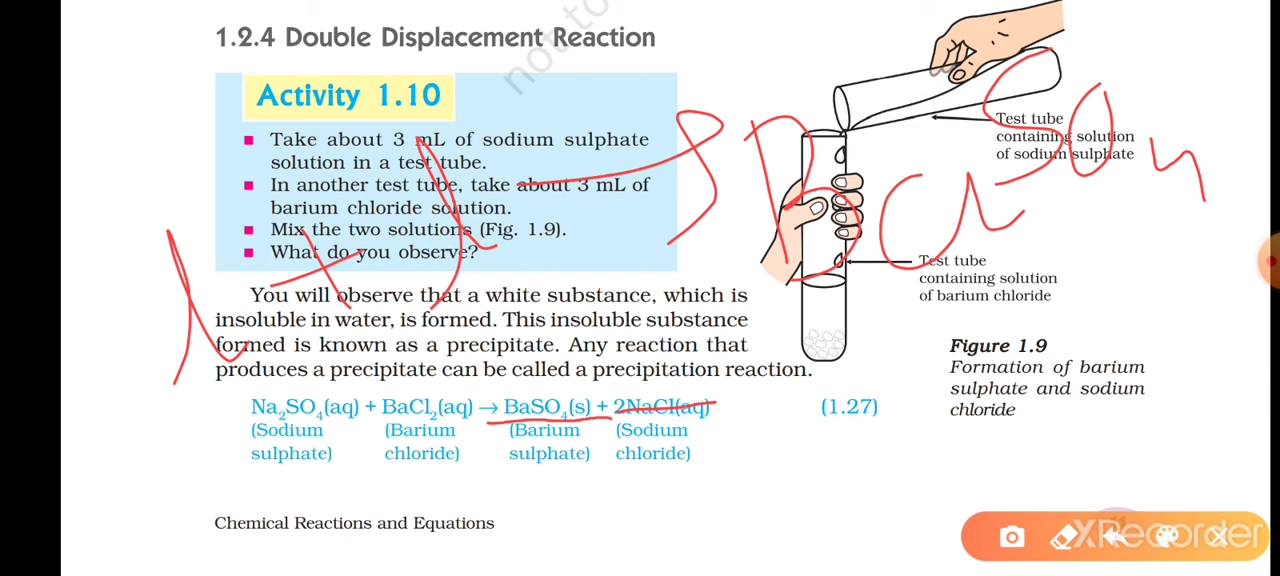 1.2.4 Double Displacement Reaction
Activity 1.10
■ Take about 3 mL of sodium sulphate
solution in a test tube.
■ In another test tube, take about 3 mL of
barium chloride solution.
■ Mix the two solutions (Fig. 1.9).
■ What do you observe?
Test tube
containing solution
of sodium sulphate
Test tube
containing solution
of barium chloride
You will observe that a white substance, which is
insoluble in water, is formed. This insoluble substance
formed is known as a precipitate. Any reaction that
produces a precipitate can be called a precipitation reaction.
Figure 1.9
Formation of barium
sulphate and sodium
chloride
Na₂SO₄(aq) + BaCl₂(aq) → BaSO₄(s) + 2NaCl(aq) (1.27)
(Sodium (Barium (Barium (Sodium
sulphate) chloride) sulphate) chloride)
Chemical Reactions and Equations
XRecorder
not to